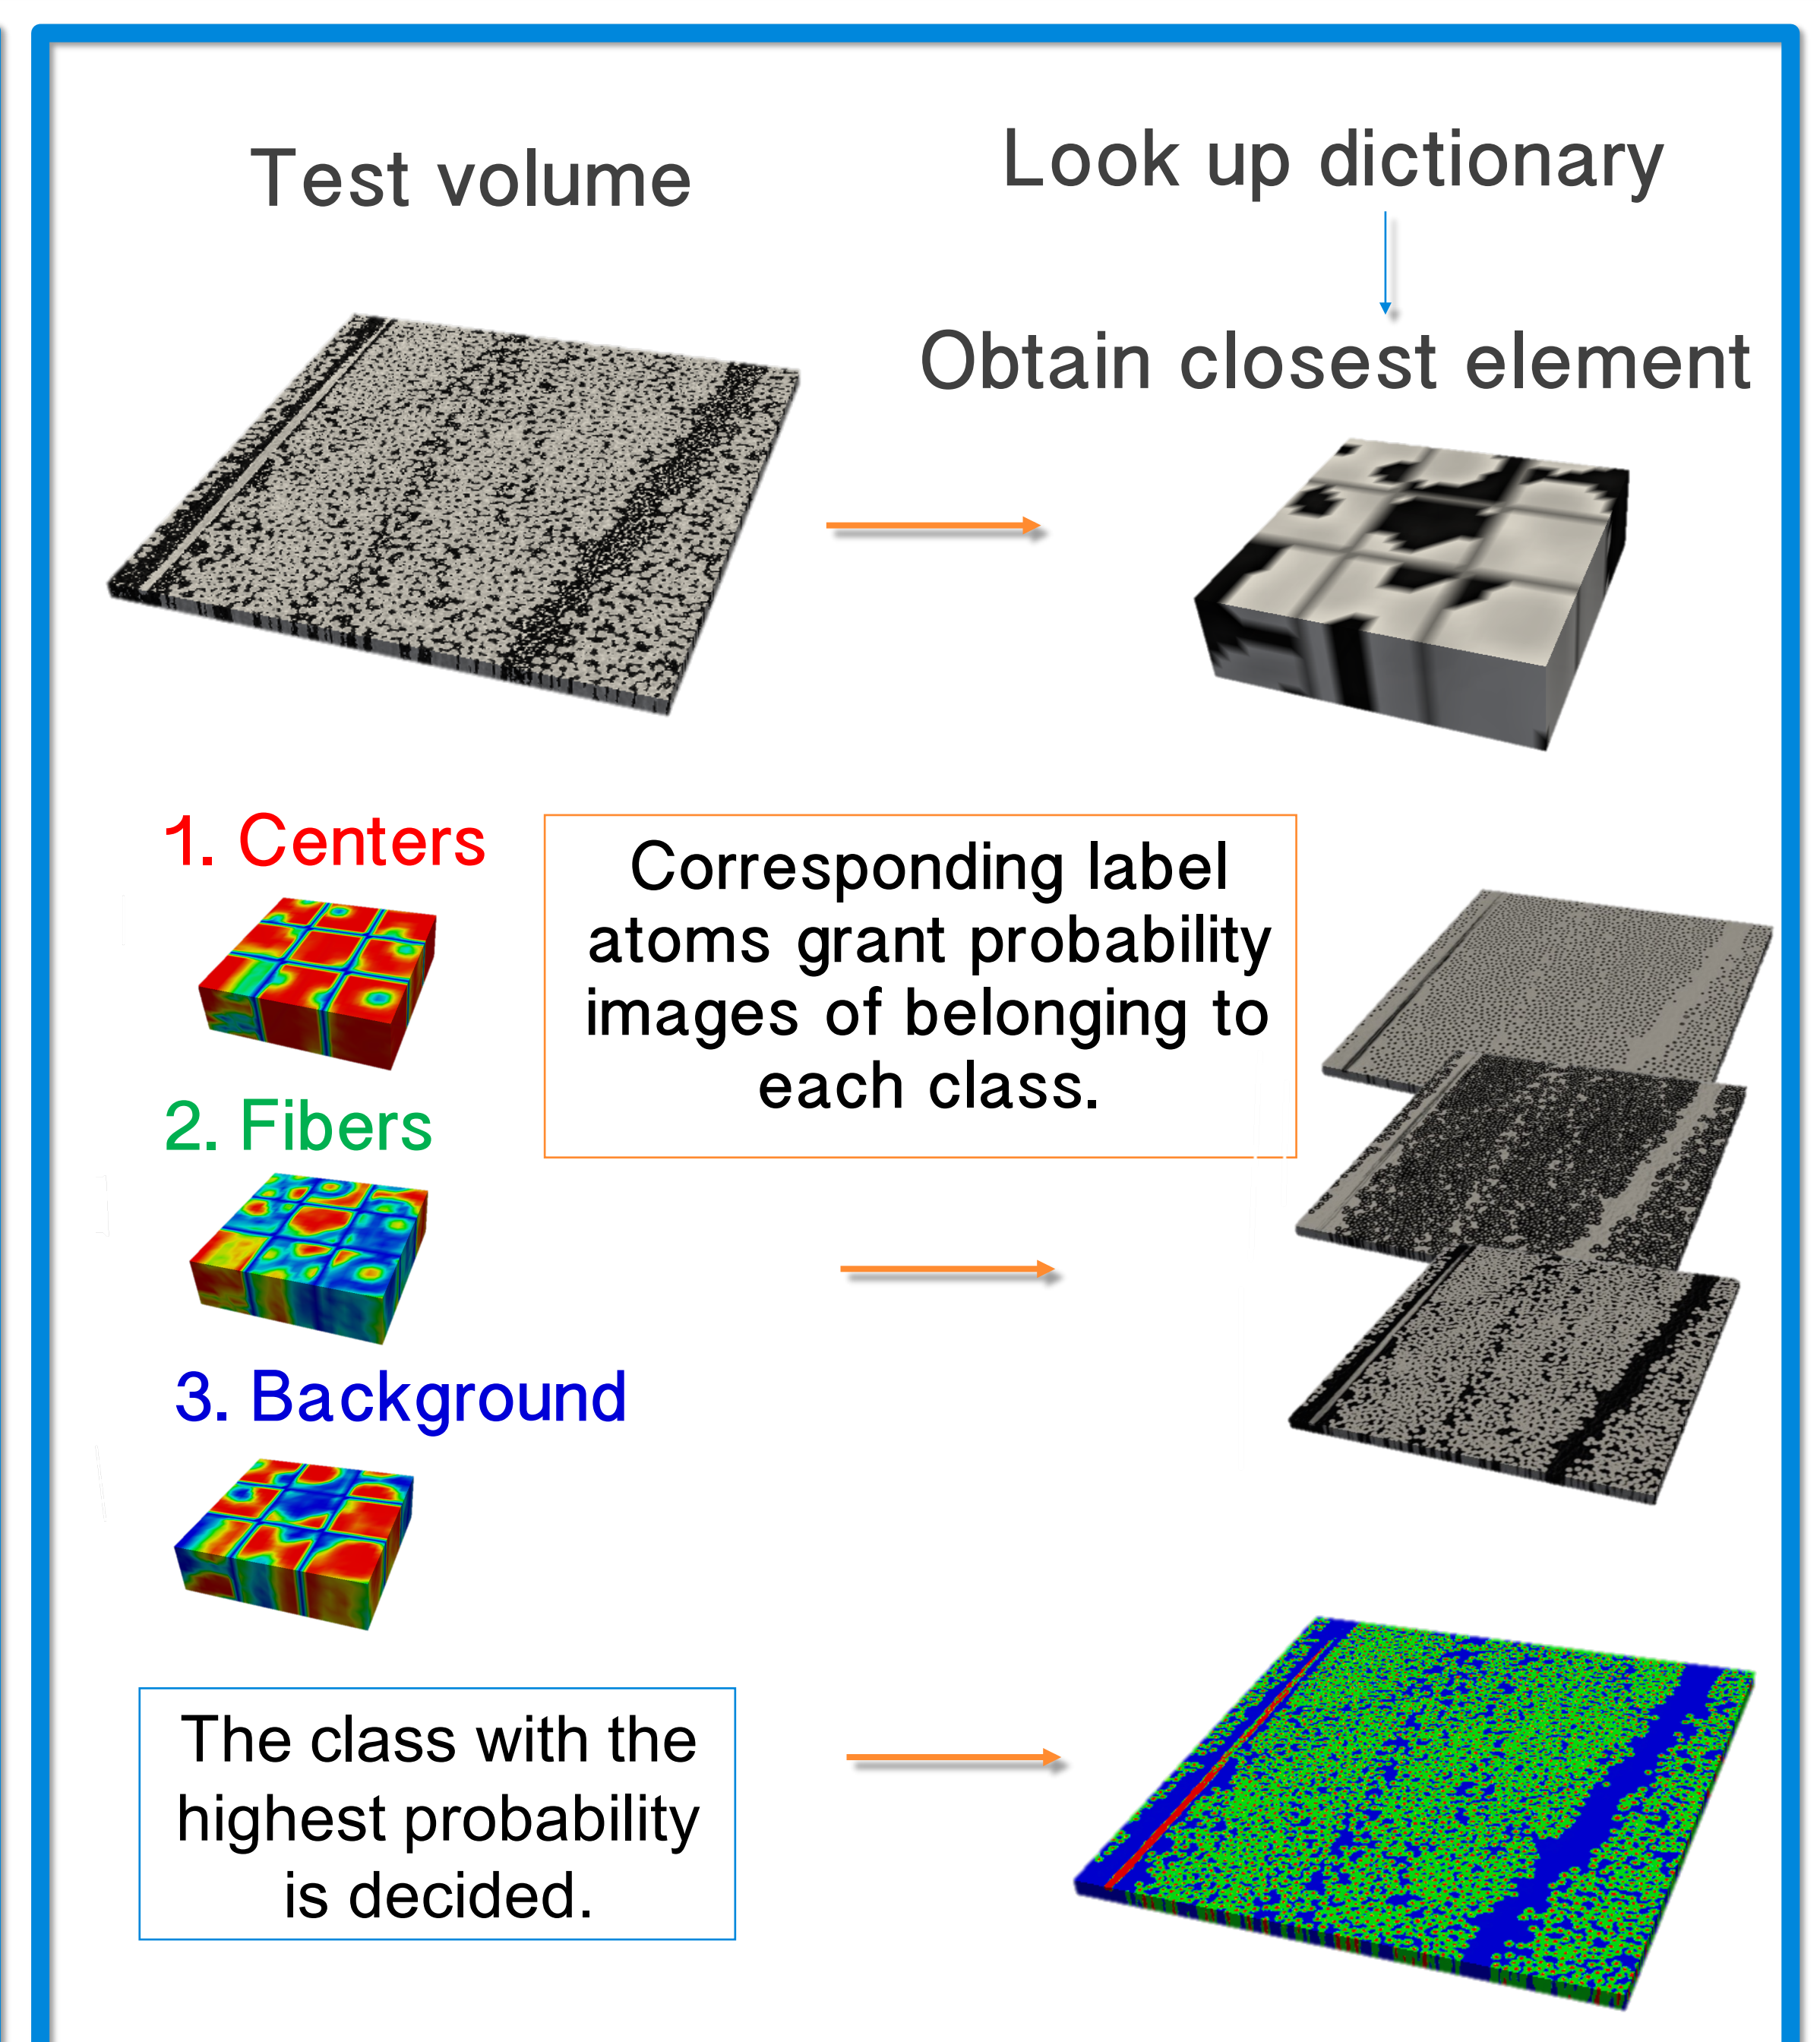 Test volume
Look up dictionary
Obtain closest element
1. Centers
Corresponding label
atoms grant probability
images of belonging to
each class.
2. Fibers
3. Background
The class with the
highest probability
is decided.